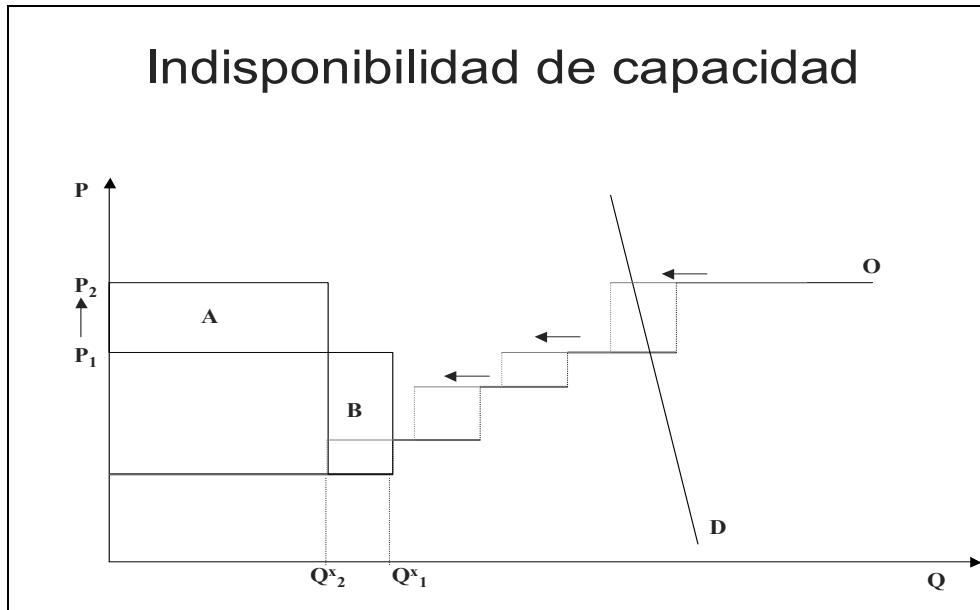 Indisponibilidad de capacidad
P
P₂
O
A
P₁
B
D
Qˣ₂ Qˣ₁
Q